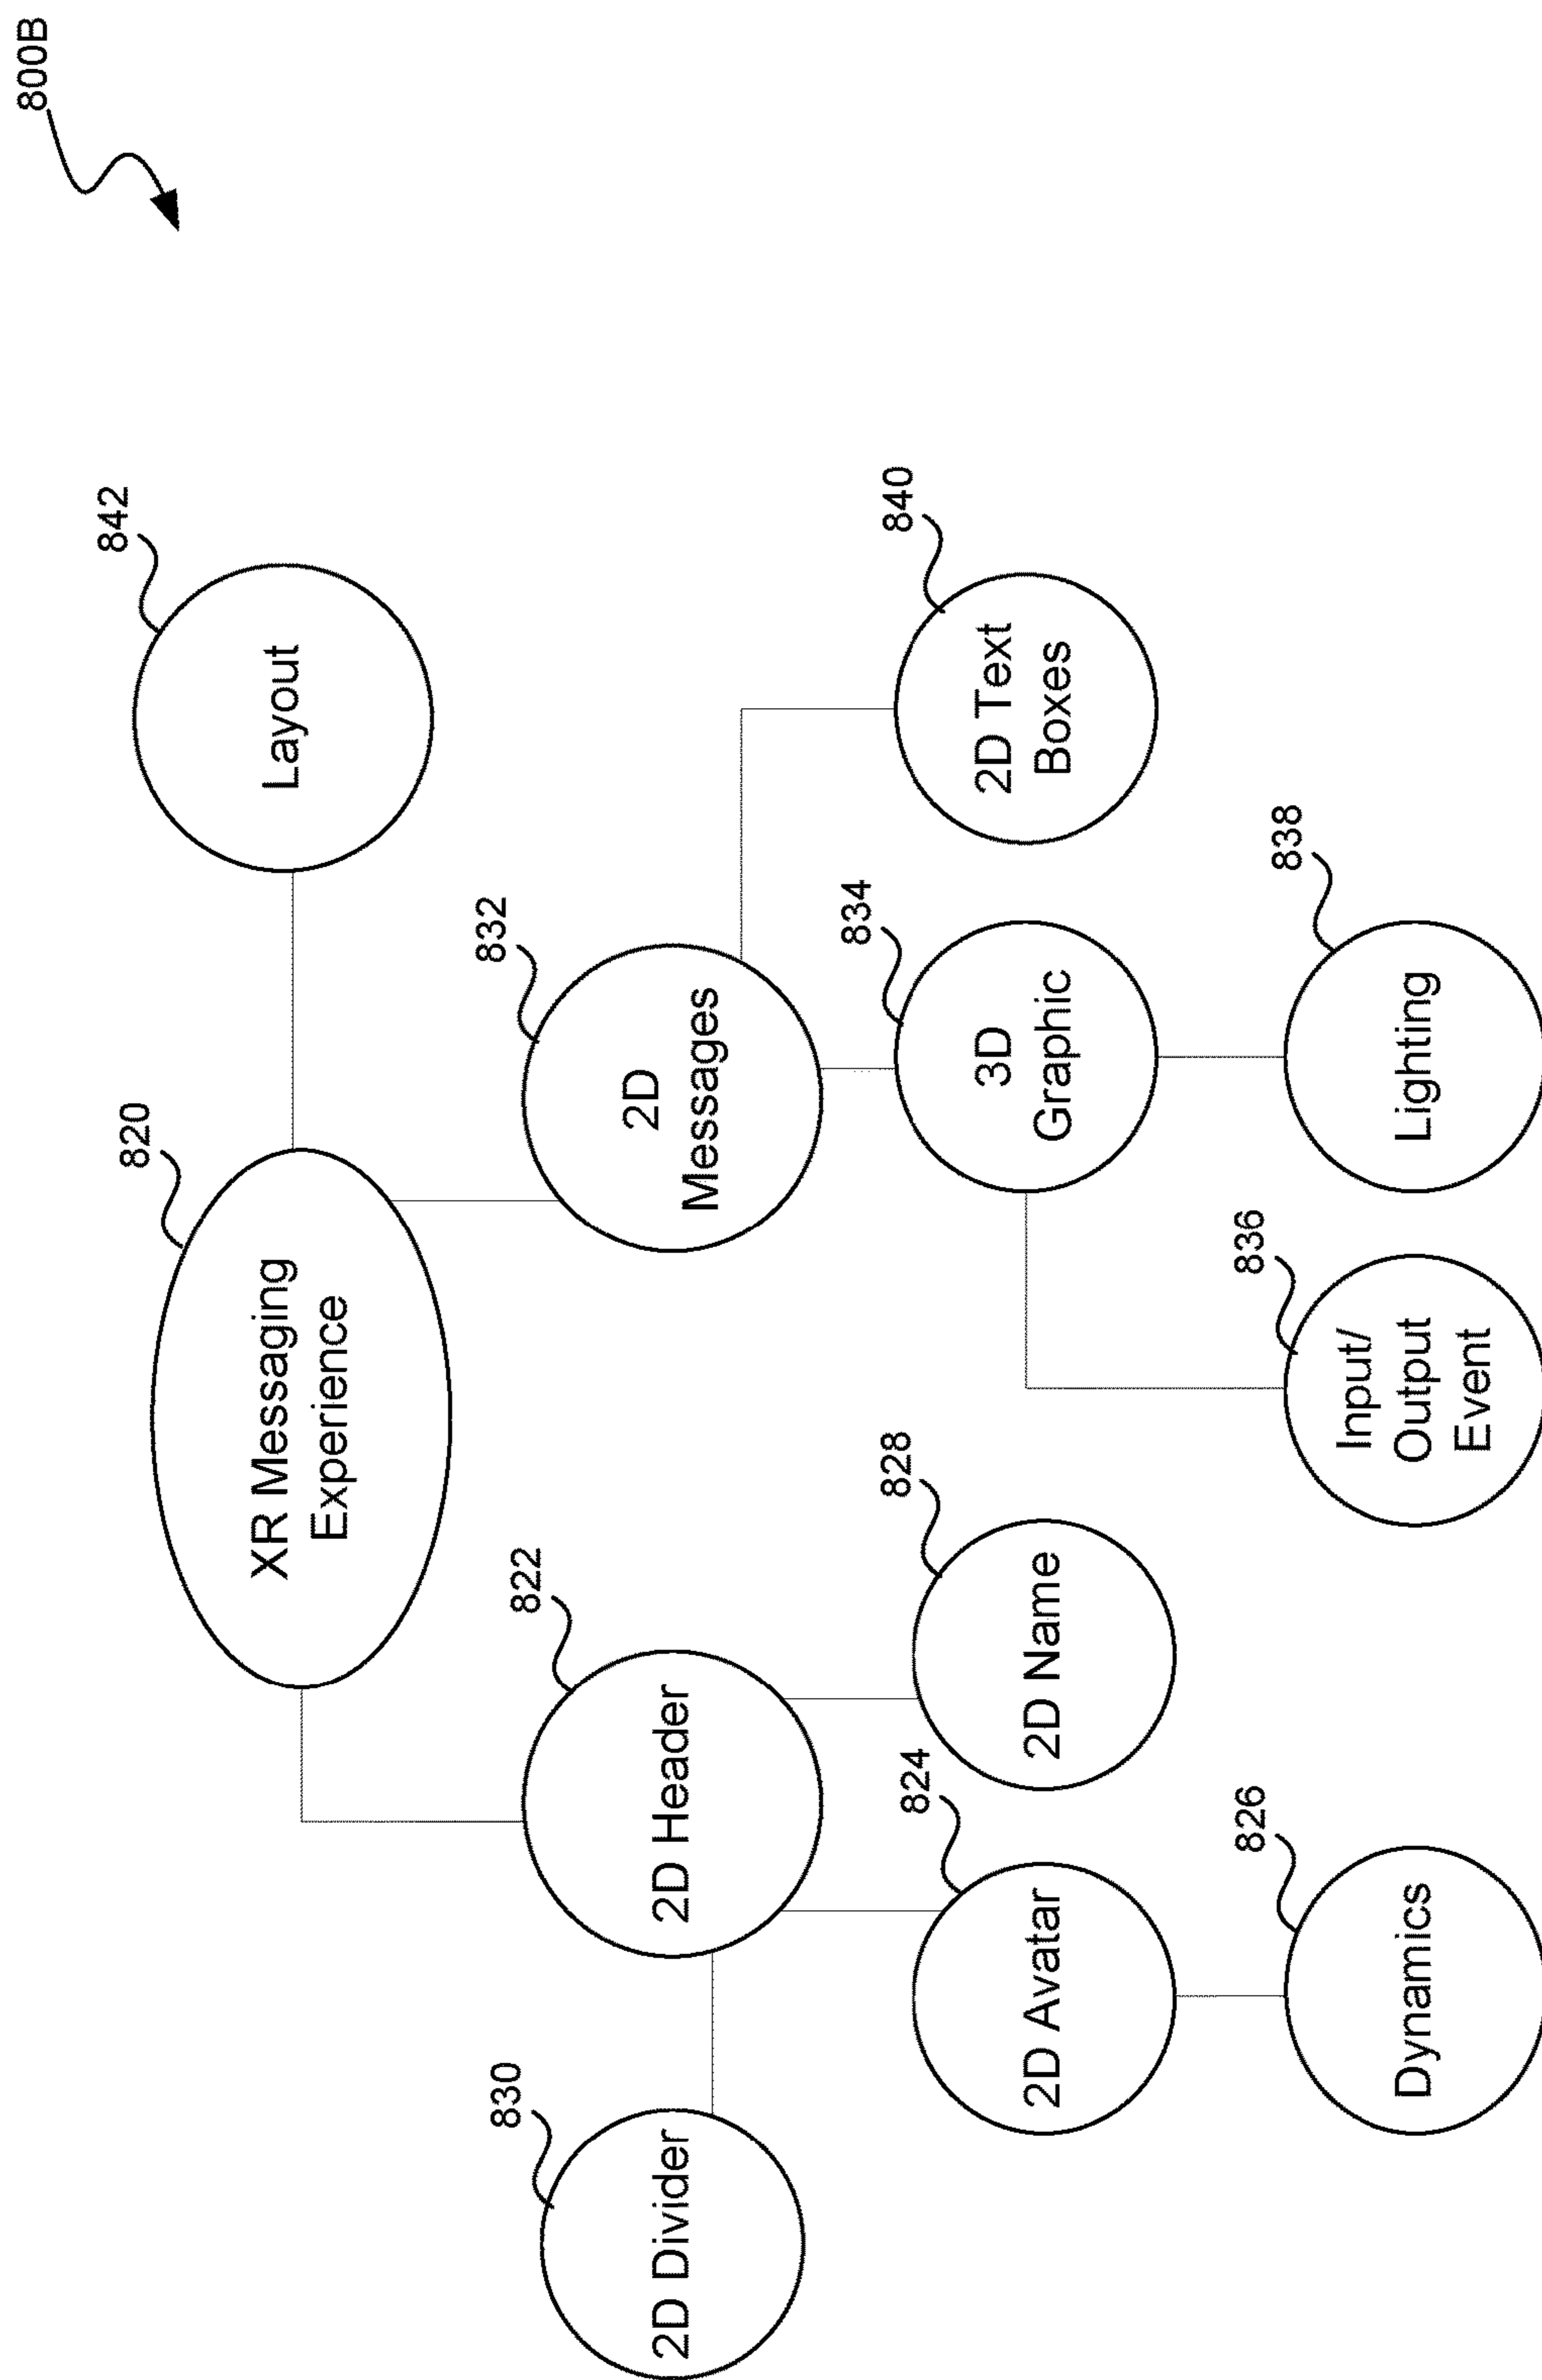 800B
842
Layout
820
XR Messaging
Experience
832
2D
Messages
822
2D Header
830
2D Divider
840
2D Text
Boxes
834
3D
Graphic
828
2D Name
824
2D Avatar
838
Lighting
836
Input/
Output
Event
826
Dynamics